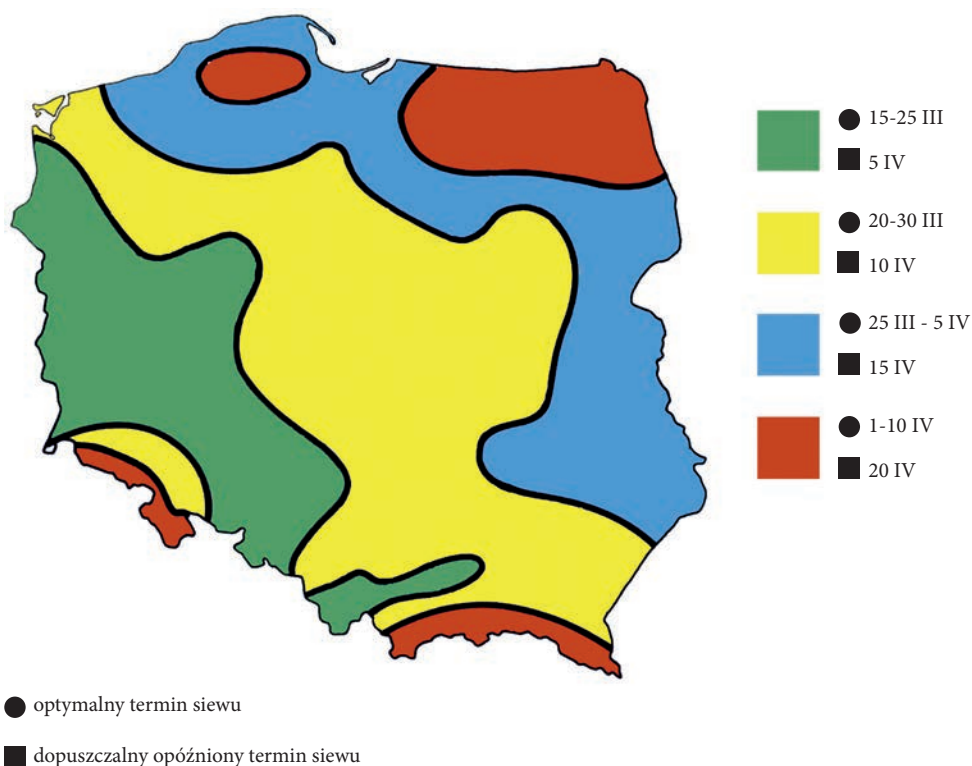 15-25 III
5 IV
20-30 III
10 IV
25 III - 5 IV
15 IV
1-10 IV
20 IV
optymalny termin siewu
dopuszczalny opóźniony termin siewu